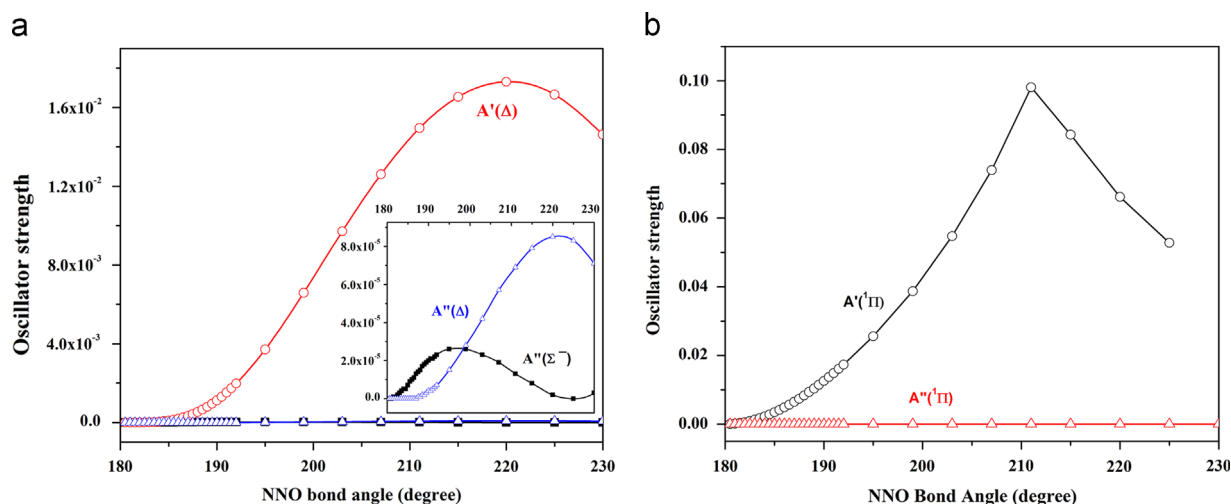 a
b
Oscillator strength
1.6x10⁻²
1.2x10⁻²
8.0x10⁻³
4.0x10⁻³
0.0
180 190 200 210 220 230
NNO bond angle (degree)
A'(Δ)
180 190 200 210 220 230
8.0x10⁻⁵
6.0x10⁻⁵
4.0x10⁻⁵
2.0x10⁻⁵
0.0
A''(Δ)
A''(Σ⁻)
Oscillator strength
0.10
0.08
0.06
0.04
0.02
0.00
A'(¹Π)
A''(¹Π)
180 190 200 210 220 230
NNO Bond Angle (degree)